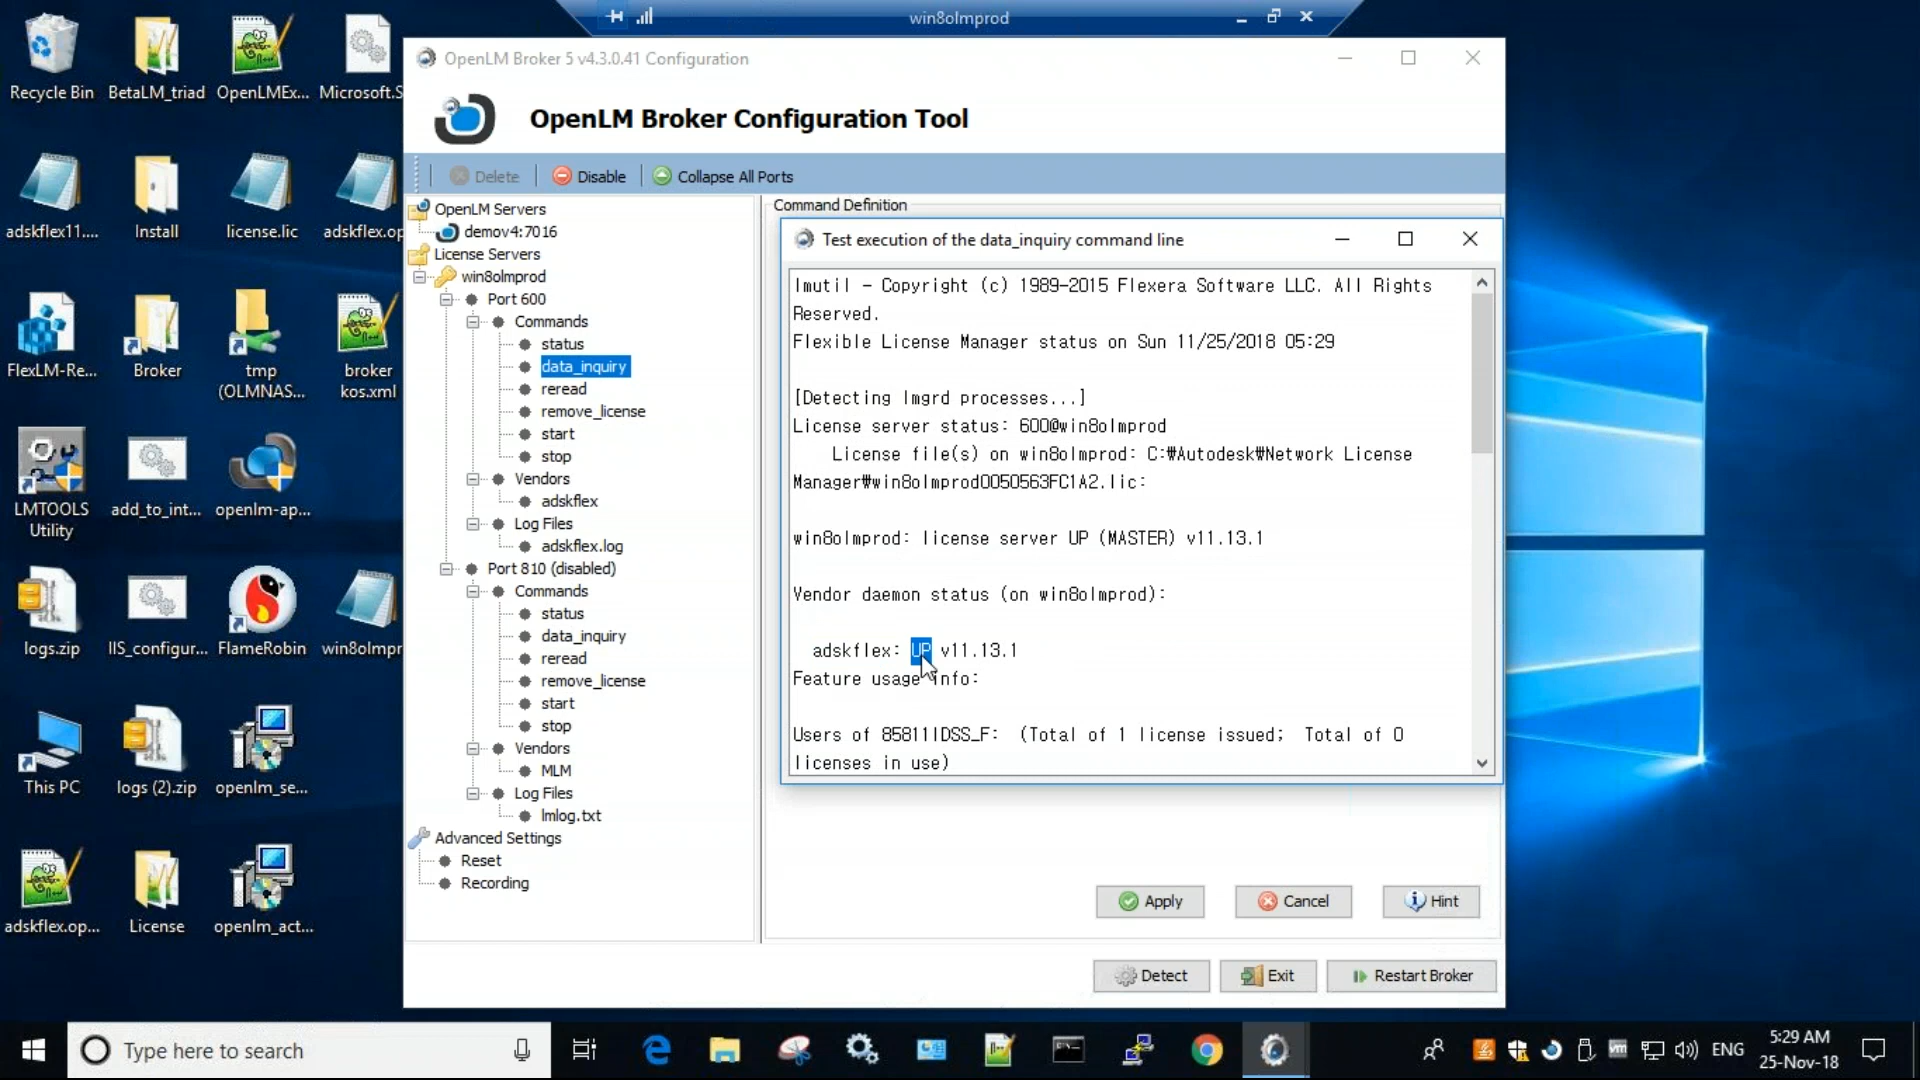 win8olmprod
OpenLM Broker 5 v4.3.0.41 Configuration
OpenLM Broker Configuration Tool
Delete
Disable
Collapse All Ports
OpenLM Servers
demov4:7016
License Servers
win8olmprod
Port 600
Commands
status
data_inquiry
reread
remove_license
start
stop
Vendors
adskflex
Log Files
adskflex.log
Port 810 (disabled)
Commands
status
data_inquiry
reread
remove_license
start
stop
Vendors
MLM
Log Files
lmlog.txt
Advanced Settings
Reset
Recording
Command Definition
Test execution of the data_inquiry command line
lmutil - Copyright (c) 1989-2015 Flexera Software LLC. All Rights
Reserved.
Flexible License Manager status on Sun 11/25/2018 05:29
[Detecting lmgrd processes...]
License server status: 600@win8olmprod
License file(s) on win8olmprod: C:₩Autodesk₩Network License
Manager₩win8olmprod0050563FC1A2.lic:
win8olmprod: license server UP (MASTER) v11.13.1
Vendor daemon status (on win8olmprod):
adskflex: UP v11.13.1
Feature usage info:
Users of 85811IDSS_F:  (Total of 1 license issued;  Total of 0
licenses in use)
Apply
Cancel
Hint
Detect
Exit
Restart Broker
Recycle Bin
BetaLM_triad
OpenLMEx...
Microsoft.S
adskflex11....
Install
license.lic
adskflex.op
FlexLM-Re...
Broker
tmp
(OLMNAS...
broker
kos.xml
LMTOOLS
Utility
add_to_int...
openlm-ap...
logs.zip
IIS_configur...
FlameRobin
win8olmpr
This PC
logs (2).zip
openlm_se...
adskflex.op...
License
openlm_act...
Type here to search
ENG
5:29 AM
25-Nov-18